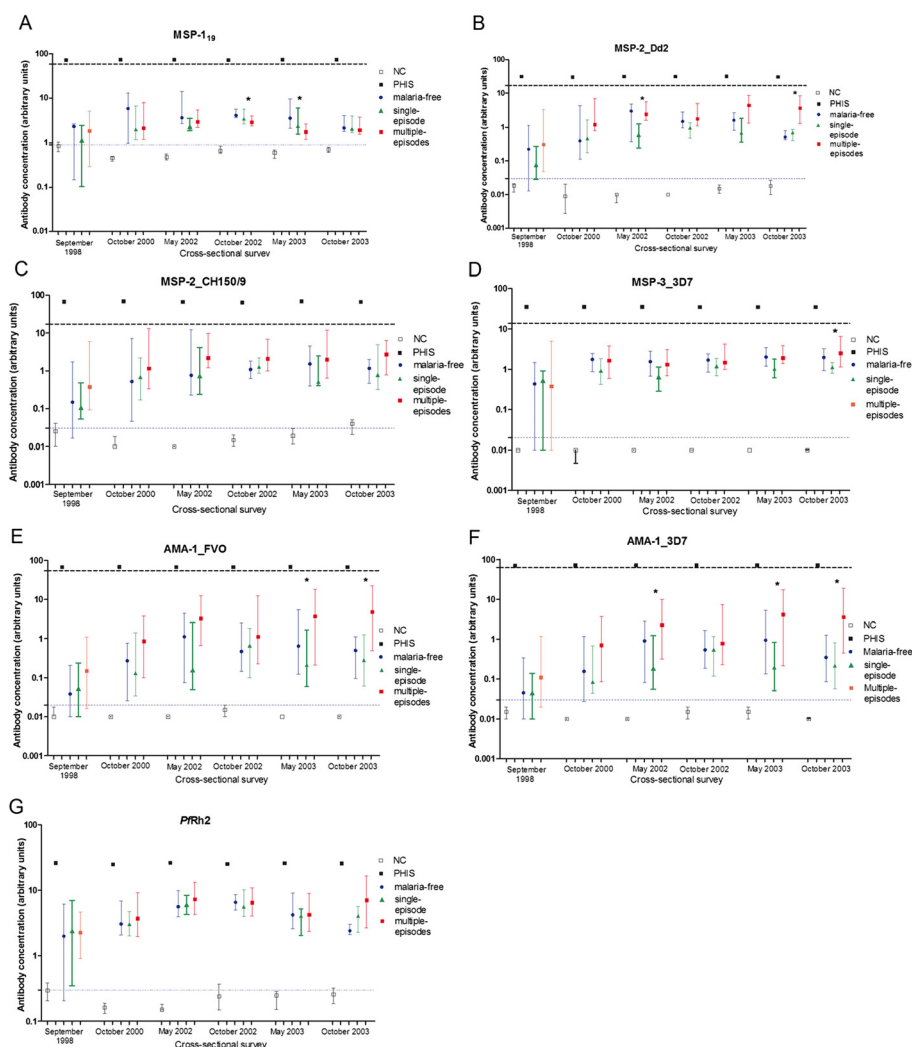 A
MSP-1₁₉
Antibody concentration (arbitrary units)
100
10
1
0.1
0.01
September 1998
October 2000
May 2002
October 2002
May 2003
October 2003
*
*
Cross-sectional survey
NC
PHIS
malaria-free
single-
episode
multiple-
episodes
B
MSP-2_Dd2
Antibody concentration (arbitrary units)
100
10
1
0.1
0.01
0.001
September
1998
October 2000
May 2002
October 2002
May 2003
October 2003
*
*
Cross-sectional survey
NC
PHIS
malaria-free
single-
episode
multiple-
episodes
C
MSP-2_CH150/9
Antibody concentration (arbitrary units)
100
10
1
0.1
0.01
0.001
September
1998
October 2000
May 2002
October 2002
May 2003
October 2003
Cross-sectional survey
NC
PHIS
malaria-free
single-
episode
multiple-
episodes
D
MSP-3_3D7
Antibody concentration (arbitrary units)
100
10
1
0.1
0.01
0.001
September
1998
October 2000
May 2002
October 2002
May 2003
October 2003
*
Cross-sectional survey
NC
PHIS
malaria-free
single-
episode
multiple-
episodes
E
AMA-1_FVO
Antibody concentration (arbitrary units)
100
10
1
0.1
0.01
0.001
September
1998
October 2000
May 2002
October 2002
May 2003
October 2003
*
*
Cross-sectional survey
NC
PHIS
malaria-free
single-
episode
multiple-
episodes
F
AMA-1_3D7
Antibody concentration (arbitrary units)
100
10
1
0.1
0.01
0.001
September
1998
October 2000
May 2002
October 2002
May 2003
October 2003
*
*
*
Cross-sectional survey
NC
PHIS
Malaria-free
single-
episode
Multiple-
episodes
G
PfRh2
Antibody concentration (arbitrary units)
100
10
1
0.1
September
1998
October 2000
May 2002
October 2002
May 2003
October 2003
Cross-sectional survey
NC
PHIS
malaria-free
single-
episode
multiple-
episodes